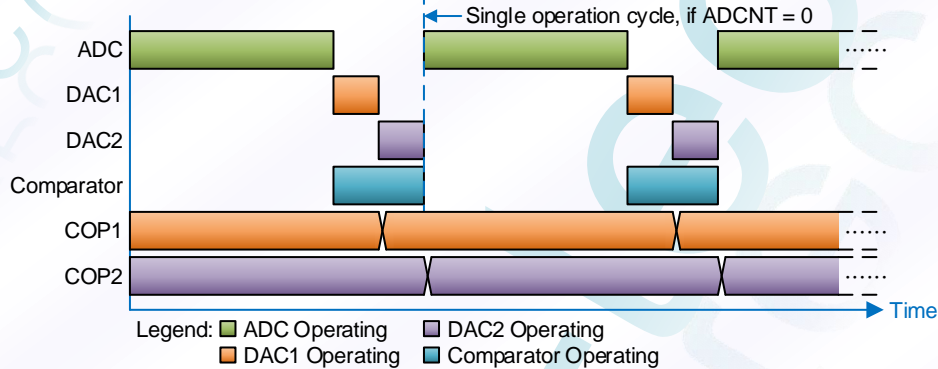 Single operation cycle, if ADCNT = 0
ADC
DAC1
DAC2
Comparator
COP1
COP2
Time
Legend: ADC Operating DAC2 Operating
DAC1 Operating Comparator Operating